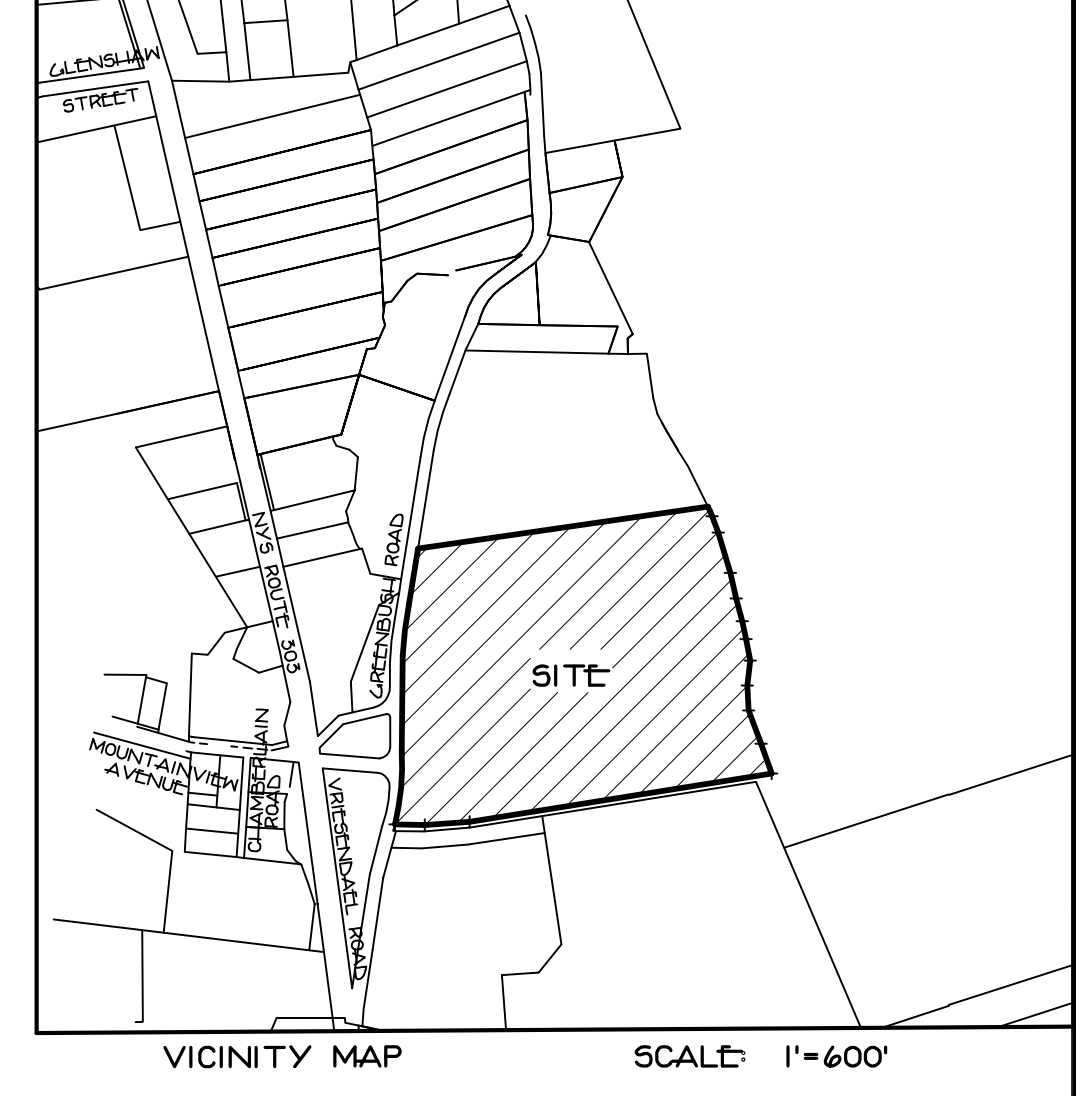 GLENSHAW
STREET
NYS ROUTE 303
GREENBUSH ROAD
SITE
MOUNTAINVIEW
AVENUE
CHAMBERLAIN
ROAD
VRIESENDAEL ROAD
VICINITY MAP
SCALE: 1'=600'